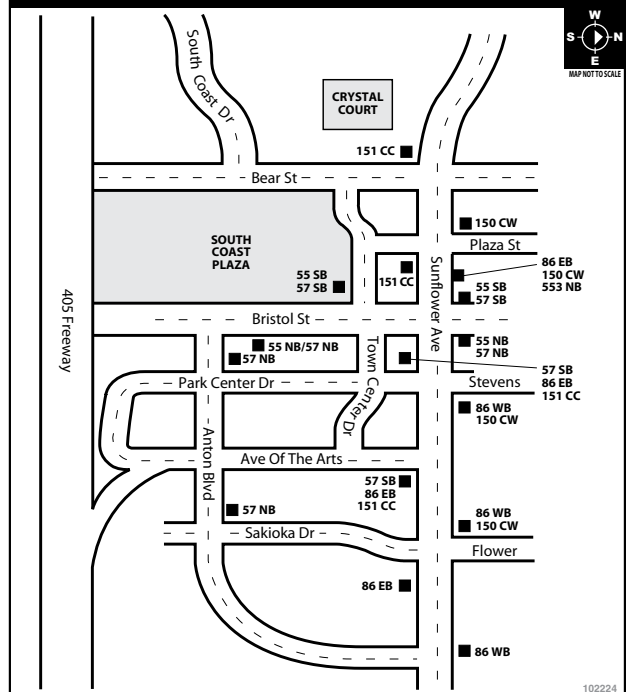 W
S N
E
MAP NOT TO SCALE
South Coast Dr
CRYSTAL
COURT
151 CC
Bear St
150 CW
Plaza St
SOUTH
COAST
PLAZA
55 SB
57 SB
151 CC
Sunflower Ave
86 EB
150 CW
553 NB
55 SB
57 SB
405 Freeway
Bristol St
55 NB/57 NB
57 NB
Town Center Dr
55 NB
57 NB
57 SB
86 EB
151 CC
Park Center Dr
Stevens
86 WB
150 CW
Anton Blvd
Ave Of The Arts
57 SB
86 EB
151 CC
57 NB
86 WB
150 CW
Sakioka Dr
Flower
86 EB
86 WB
102224